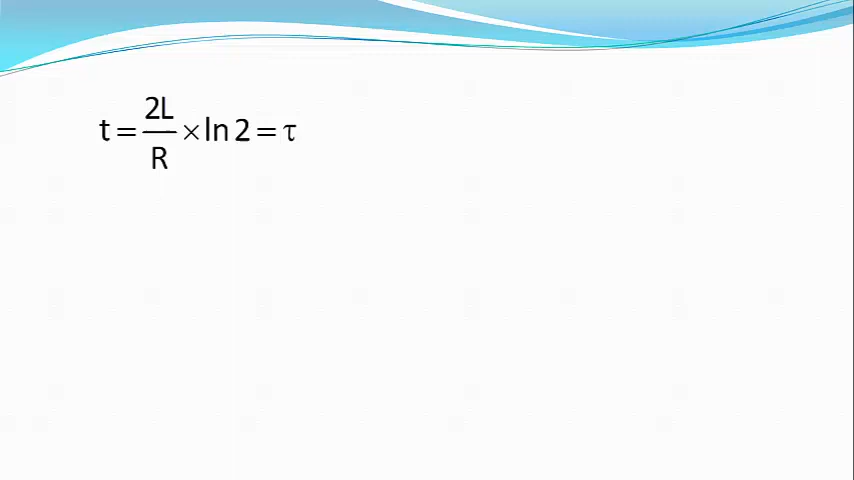 t = 2L/R × ln 2 = τ